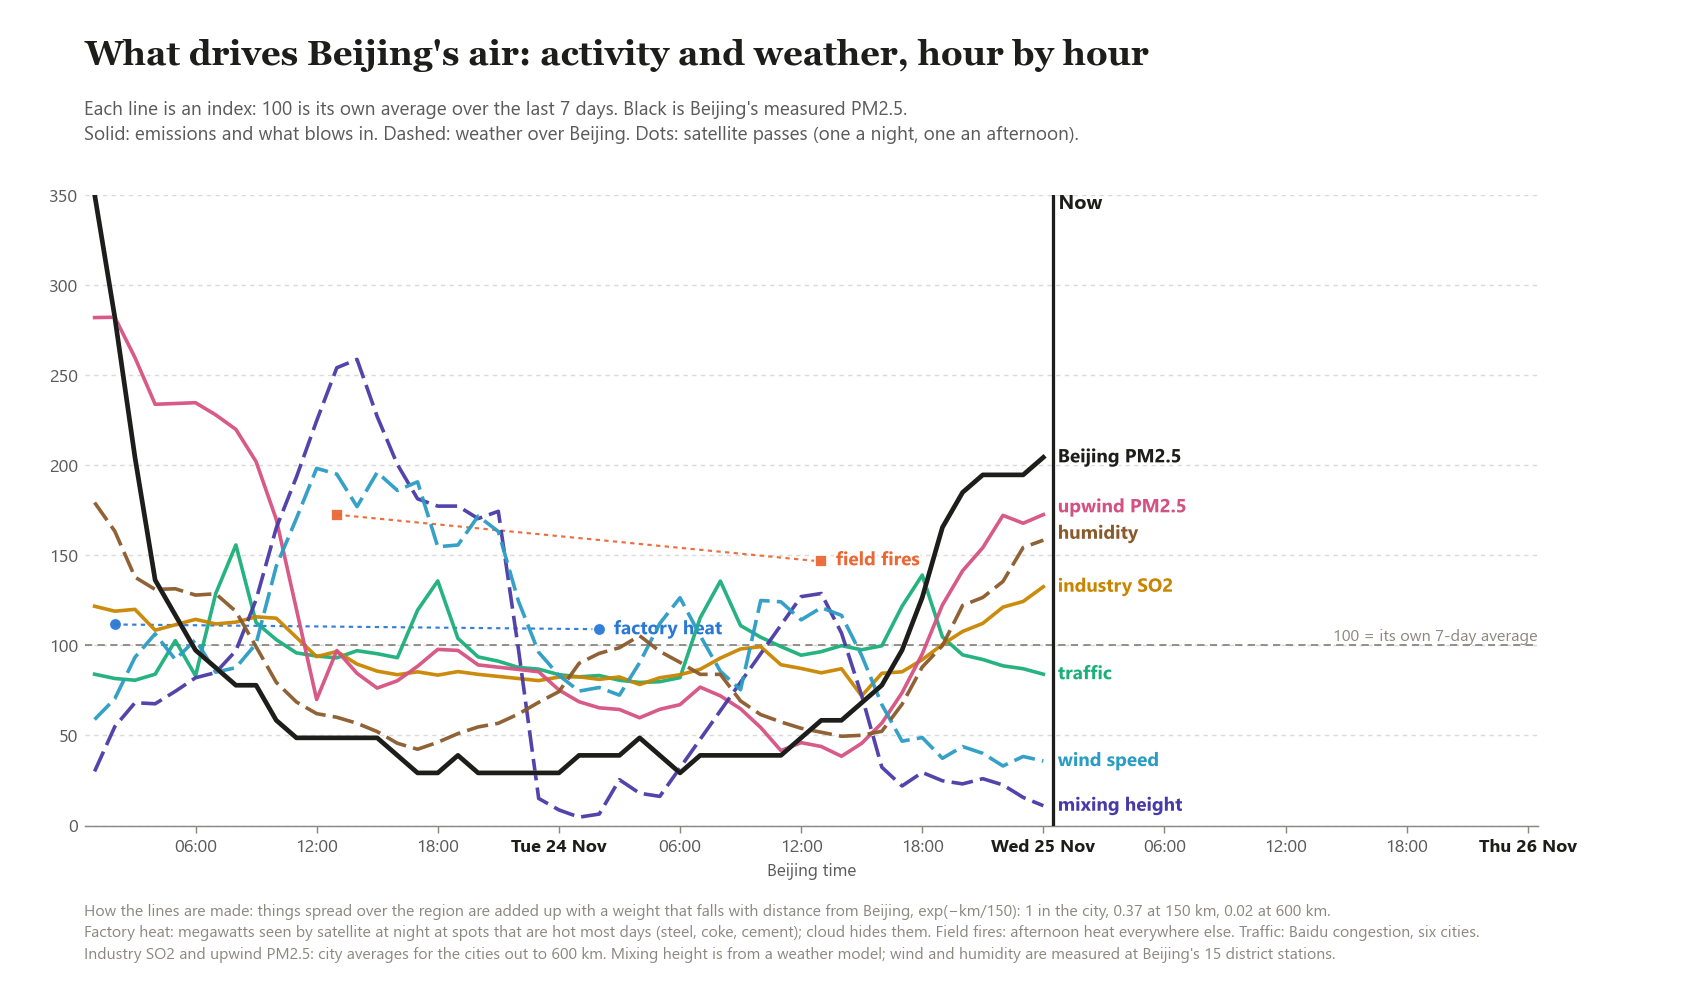 What drives Beijing's air: activity and weather, hour by hour
Each line is an index: 100 is its own average over the last 7 days. Black is Beijing's measured PM2.5.
Solid: emissions and what blows in. Dashed: weather over Beijing. Dots: satellite passes (one a night, one an afternoon).
350
Now
300
250
200
Beijing PM2.5
upwind PM2.5
humidity
150
field fires
industry SO2
factory heat
100 = its own 7-day average
100
traffic
50
wind speed
mixing height
0
06:00 12:00 18:00 Tue 24 Nov 06:00 12:00 18:00 Wed 25 Nov 06:00 12:00 18:00 Thu 26 Nov
Beijing time
How the lines are made: things spread over the region are added up with a weight that falls with distance from Beijing, exp(−km/150): 1 in the city, 0.37 at 150 km, 0.02 at 600 km.
Factory heat: megawatts seen by satellite at night at spots that are hot most days (steel, coke, cement); cloud hides them. Field fires: afternoon heat everywhere else. Traffic: Baidu congestion, six cities.
Industry SO2 and upwind PM2.5: city averages for the cities out to 600 km. Mixing height is from a weather model; wind and humidity are measured at Beijing's 15 district stations.